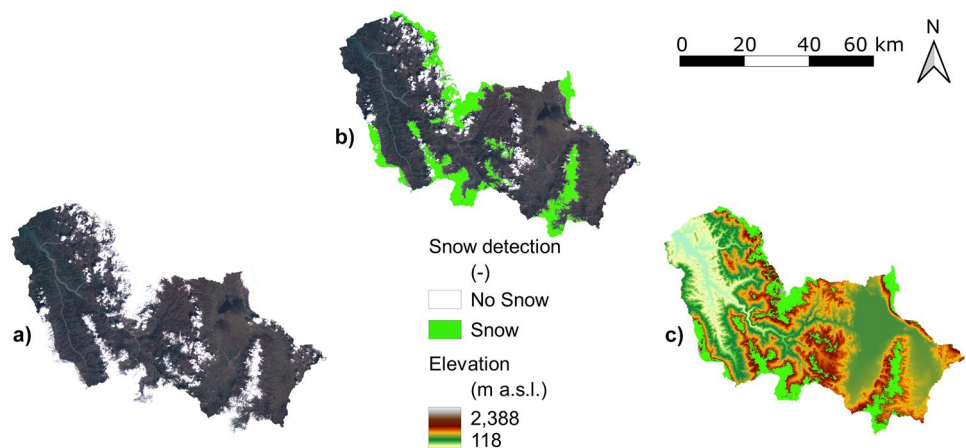 N
0 20 40 60 km
b)
Snow detection
(-)
No Snow
Snow
a)
c)
Elevation
(m a.s.l.)
2,388
118